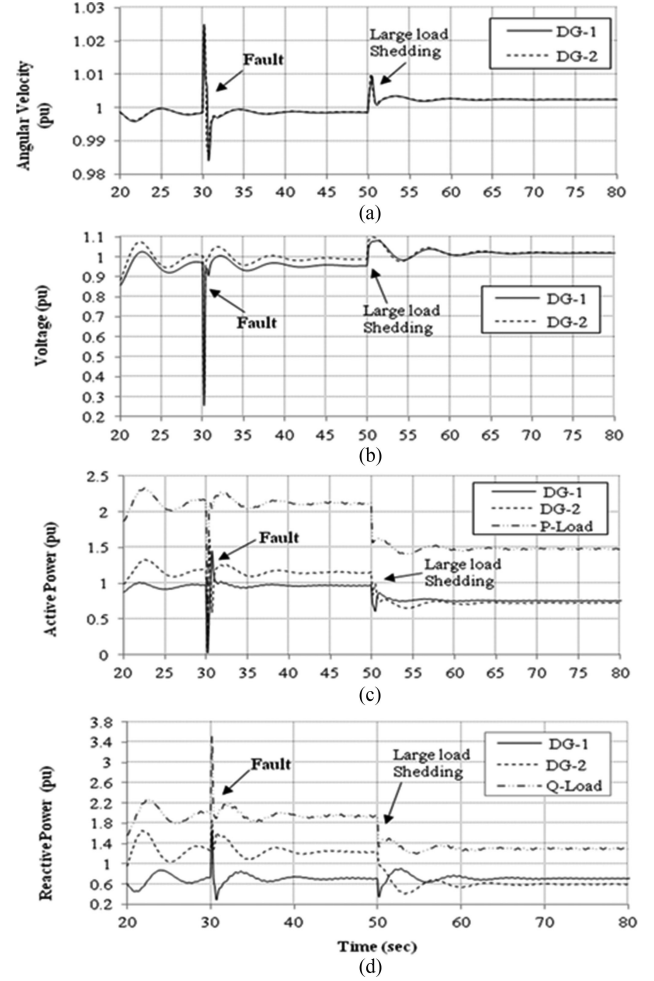 1.03
1.02
1.01
1
0.99
0.98
Angular Velocity
(pu)
Fault
Large load
Shedding
DG-1
DG-2
20 25 30 35 40 45 50 55 60 65 70 75 80
(a)
1.1
1
0.9
0.8
0.7
0.6
0.5
0.4
0.3
0.2
Voltage (pu)
Fault
Large load
Shedding
DG-1
DG-2
20 25 30 35 40 45 50 55 60 65 70 75 80
(b)
2.5
2
1.5
1
0.5
0
Active Power (pu)
Fault
Large load
Shedding
DG-1
DG-2
P-Load
20 25 30 35 40 45 50 55 60 65 70 75 80
(c)
3.8
3.4
3
2.6
2.2
1.8
1.4
1
0.6
0.2
Reactive Power (pu)
Fault
Large load
Shedding
DG-1
DG-2
Q-Load
20 30 40 50 60 70 80
Time (sec)
(d)